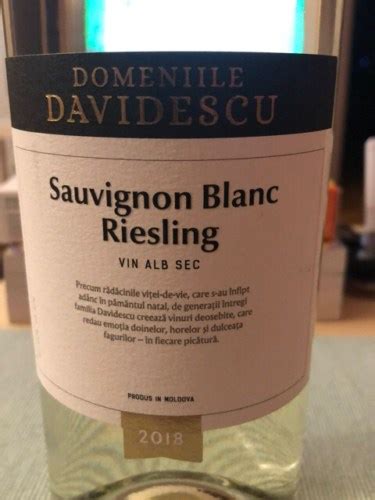 DOMENIILE
DAVIDESCU
Sauvignon Blanc
Riesling
VIN ALB SEC
Precum rădăcinile viței-de-vie, care s-au înfipt
adânc în pământul natal, de generații întregi
familia Davidescu creează vinuri deosebite, care
redau emoția doinelor, horelor și dulceața
fagurilor – în fiecare picătură.
PRODUS IN MOLDOVA
2018